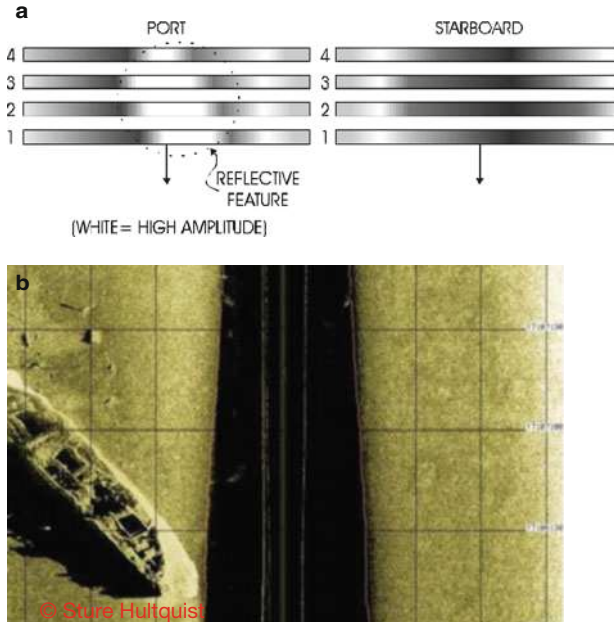 a
PORT
STARBOARD
4
3
2
1
4
3
2
1
REFLECTIVE
FEATURE
(WHITE = HIGH AMPLITUDE)
b
© Sture Hultquist